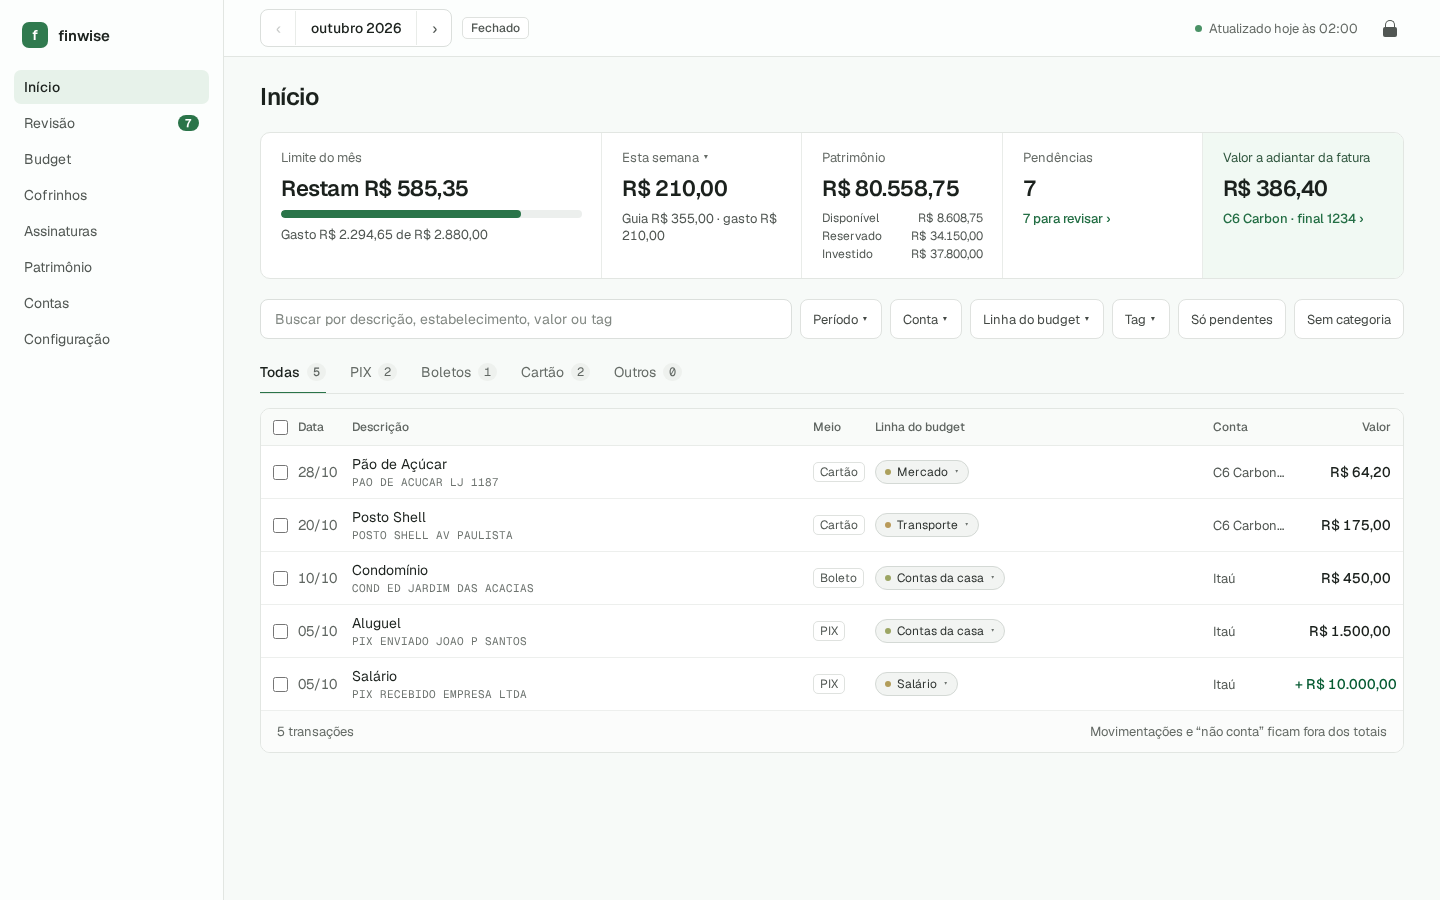 f finwise
Início
Revisão 7
Budget
Cofrinhos
Assinaturas
Patrimônio
Contas
Configuração
‹ outubro 2026 › Fechado
Atualizado hoje às 02:00
Início
Limite do mês
Restam R$ 585,35
Gasto R$ 2.294,65 de R$ 2.880,00
Esta semana ▾
R$ 210,00
Guia R$ 355,00 · gasto R$
210,00
Patrimônio
R$ 80.558,75
Disponível R$ 8.608,75
Reservado R$ 34.150,00
Investido R$ 37.800,00
Pendências
7
7 para revisar ›
Valor a adiantar da fatura
R$ 386,40
C6 Carbon · final 1234 ›
Buscar por descrição, estabelecimento, valor ou tag
Período ▾ Conta ▾ Linha do budget ▾ Tag ▾ Só pendentes Sem categoria
Todas 5 PIX 2 Boletos 1 Cartão 2 Outros 0
Data Descrição Meio Linha do budget Conta Valor
28/10 Pão de Açúcar Cartão Mercado C6 Carbon... R$ 64,20
PAO DE ACUCAR LJ 1187
20/10 Posto Shell Cartão Transporte C6 Carbon... R$ 175,00
POSTO SHELL AV PAULISTA
10/10 Condomínio Boleto Contas da casa Itaú R$ 450,00
COND ED JARDIM DAS ACACIAS
05/10 Aluguel PIX Contas da casa Itaú R$ 1.500,00
PIX ENVIADO JOAO P SANTOS
05/10 Salário PIX Salário Itaú + R$ 10.000,00
PIX RECEBIDO EMPRESA LTDA
5 transações Movimentações e “não conta” ficam fora dos totais